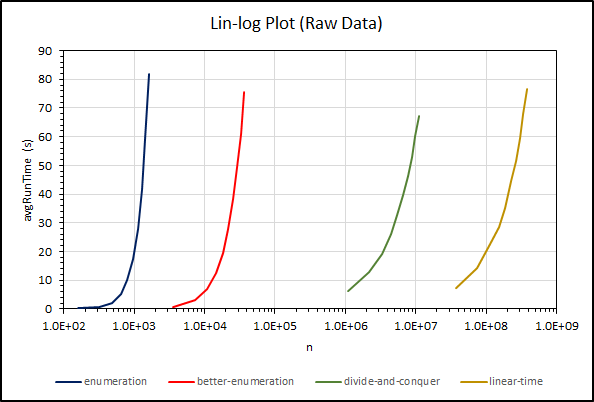 Lin-log Plot (Raw Data)
90
80
70
60
50
40
30
20
10
0
avgRunTime (s)
1.0E+02 1.0E+03 1.0E+04 1.0E+05 1.0E+06 1.0E+07 1.0E+08 1.0E+09
n
enumeration better-enumeration divide-and-conquer linear-time